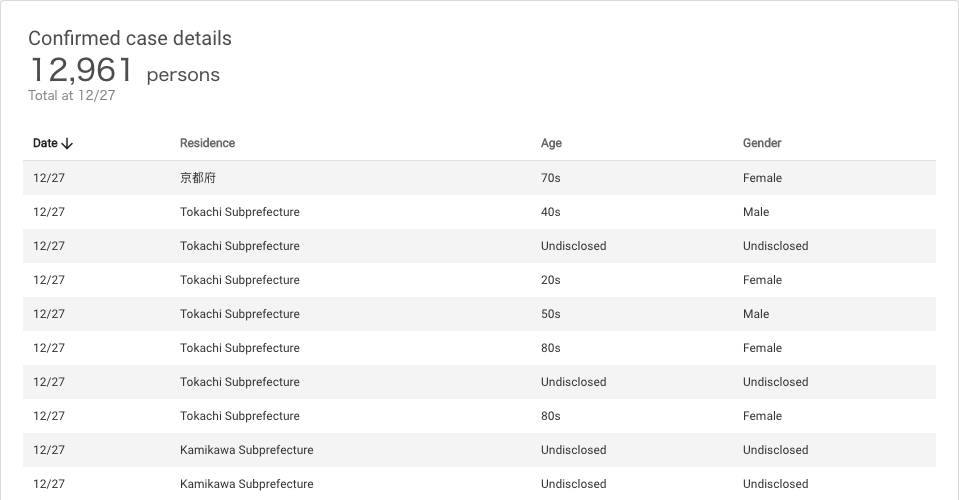 Confirmed case details
12,961 persons
Total at 12/27
Date Residence Age Gender
12/27 京都府 70s Female
12/27 Tokachi Subprefecture 40s Male
12/27 Tokachi Subprefecture Undisclosed Undisclosed
12/27 Tokachi Subprefecture 20s Female
12/27 Tokachi Subprefecture 50s Male
12/27 Tokachi Subprefecture 80s Female
12/27 Tokachi Subprefecture Undisclosed Undisclosed
12/27 Tokachi Subprefecture 80s Female
12/27 Kamikawa Subprefecture Undisclosed Undisclosed
12/27 Kamikawa Subprefecture Undisclosed Undisclosed